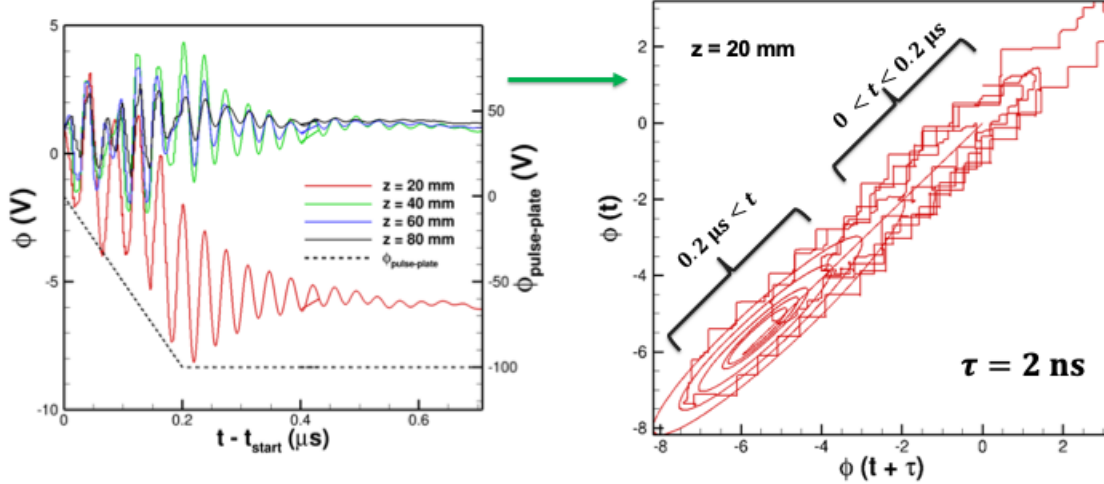 5
0
-5
-10
ϕ (V)
0
0.2
0.4
0.6
t - t_start (μs)
50
0
-50
-100
ϕ_pulse-plate (V)
z = 20 mm
z = 40 mm
z = 60 mm
z = 80 mm
ϕ_pulse-plate
z = 20 mm
0 < t < 0.2 μs
0.2 μs < t
τ = 2 ns
2
0
-2
-4
-6
-8
ϕ (t)
-8
-6
-4
-2
0
2
ϕ (t + τ)